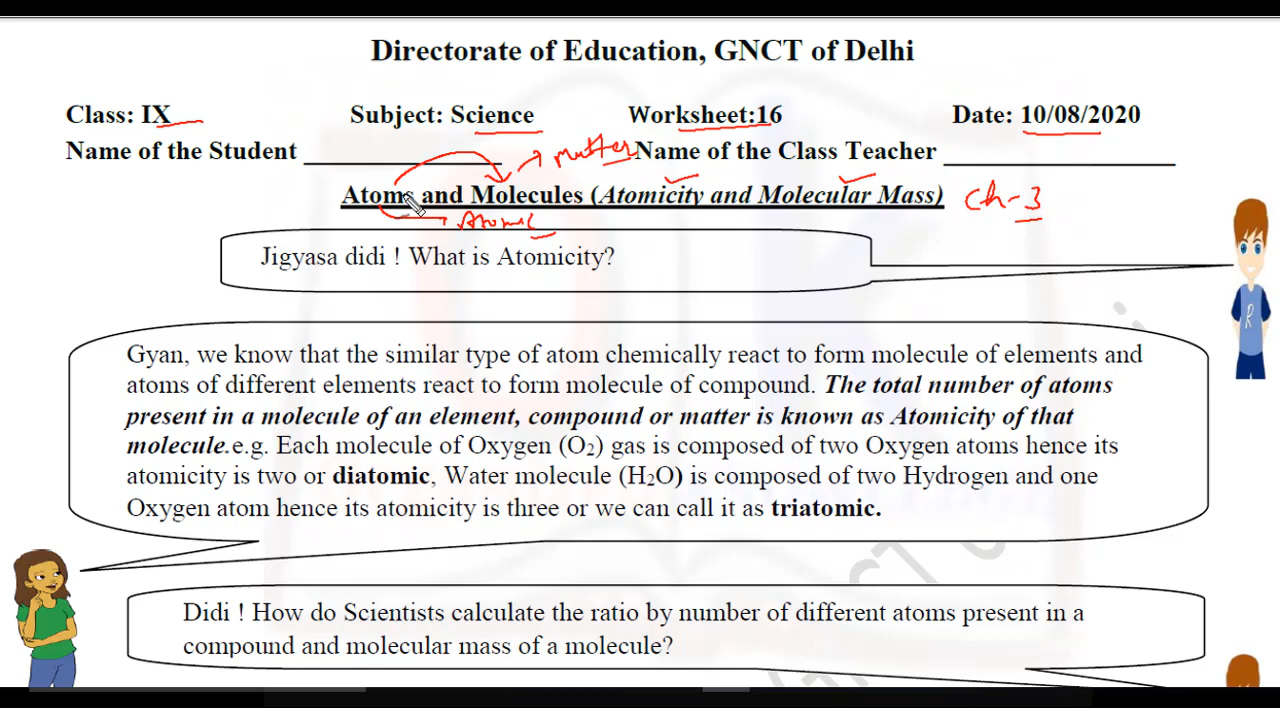 Directorate of Education, GNCT of Delhi
Class: IX Subject: Science Worksheet:16 Date: 10/08/2020
Name of the Student ________________ Name of the Class Teacher ________________
matter
Atoms and Molecules (Atomicity and Molecular Mass) Ch-3
Atomic
Jigyasa didi ! What is Atomicity?
R
Gyan, we know that the similar type of atom chemically react to form molecule of elements and
atoms of different elements react to form molecule of compound. The total number of atoms
present in a molecule of an element, compound or matter is known as Atomicity of that
molecule.e.g. Each molecule of Oxygen (O₂) gas is composed of two Oxygen atoms hence its
atomicity is two or diatomic, Water molecule (H₂O) is composed of two Hydrogen and one
Oxygen atom hence its atomicity is three or we can call it as triatomic.
Didi ! How do Scientists calculate the ratio by number of different atoms present in a
compound and molecular mass of a molecule?